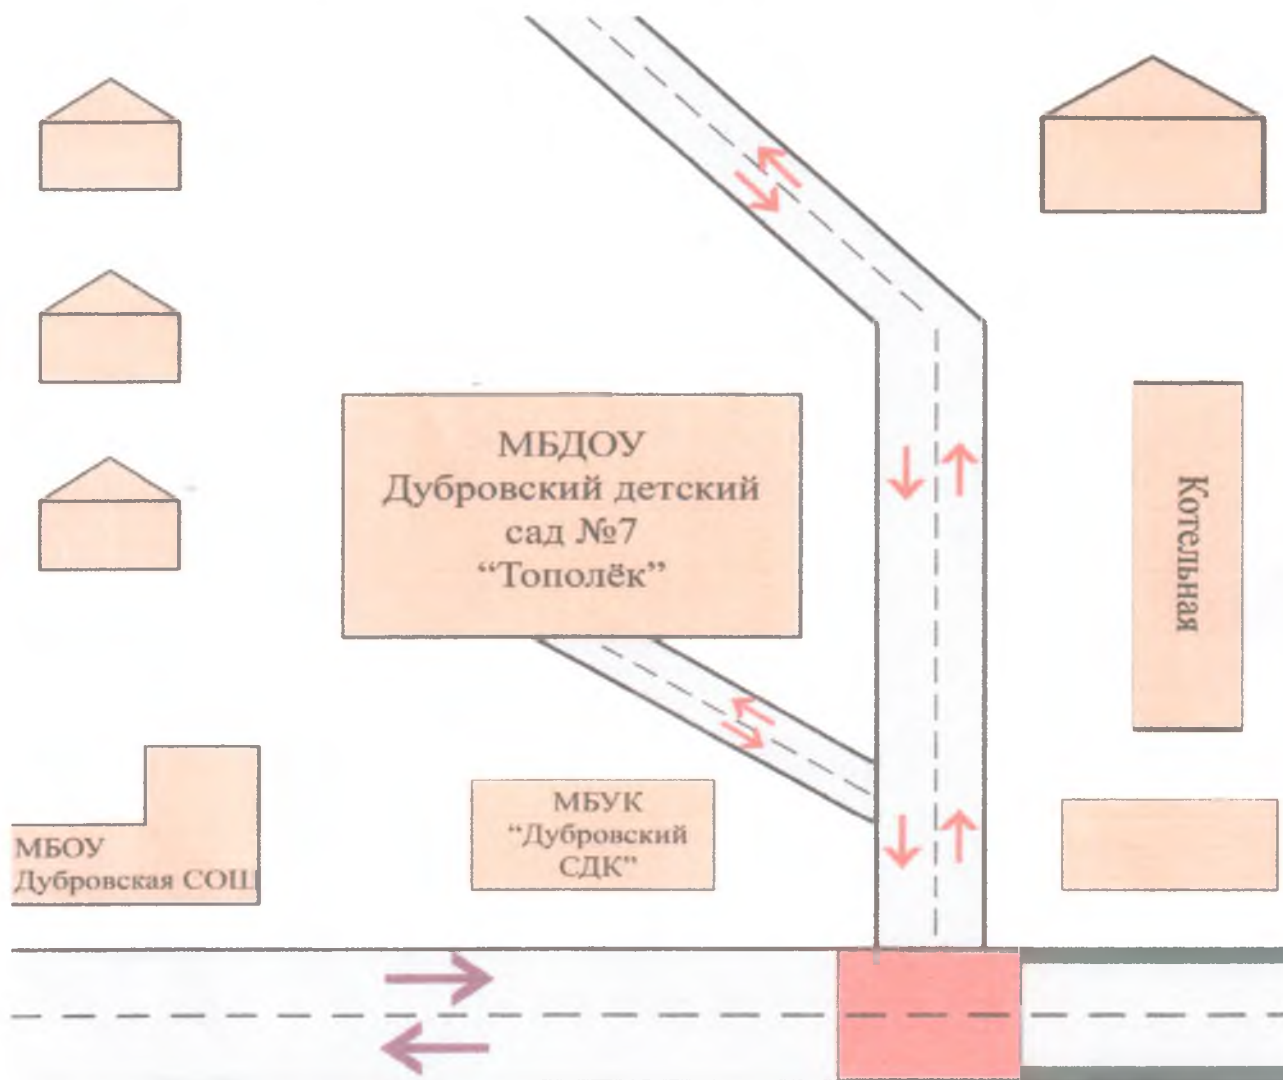 МБДОУ
Дубровский детский
сад №7
“Тополёк”
Котельная
МБУК
“Дубровский
СДК”
МБОУ
Дубровская СОШ